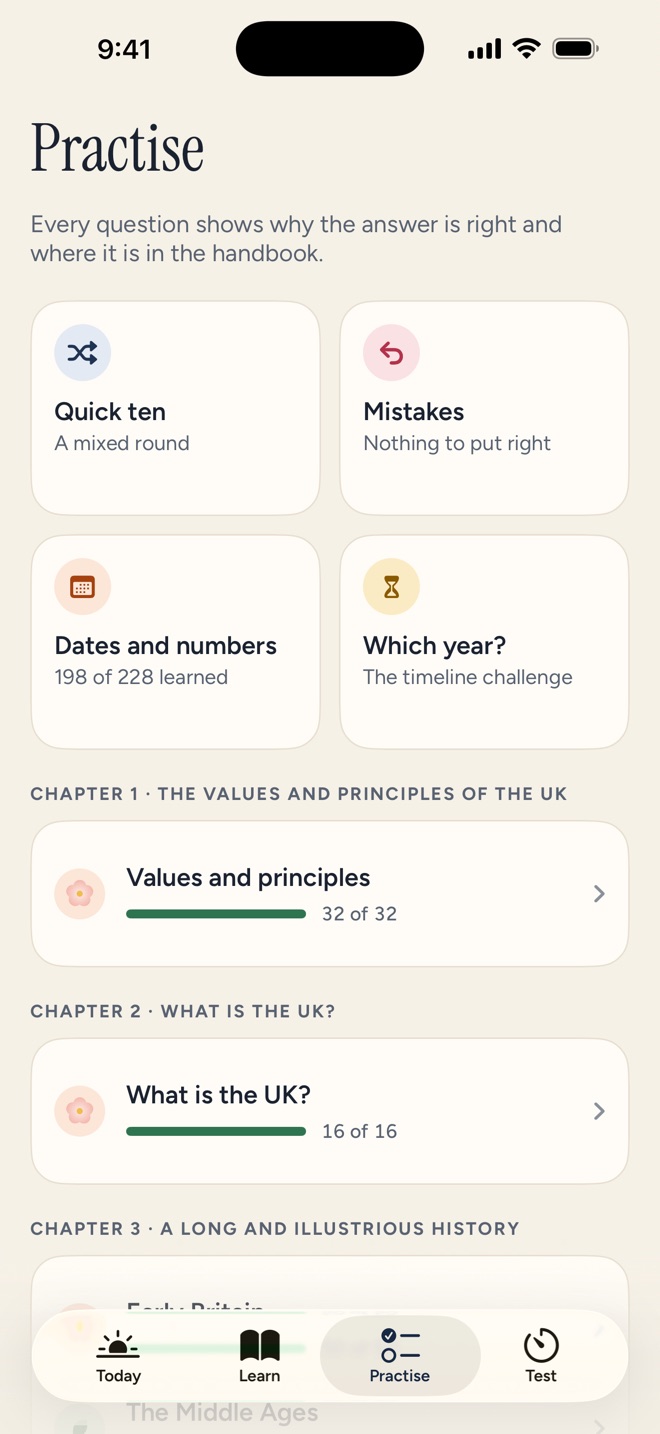 9:41
Practise
Every question shows why the answer is right and
where it is in the handbook.
Quick ten
A mixed round
Mistakes
Nothing to put right
Dates and numbers
198 of 228 learned
Which year?
The timeline challenge
CHAPTER 1 · THE VALUES AND PRINCIPLES OF THE UK
Values and principles
32 of 32
CHAPTER 2 · WHAT IS THE UK?
What is the UK?
16 of 16
CHAPTER 3 · A LONG AND ILLUSTRIOUS HISTORY
Early Britain
Today
Learn
Practise
Test
The Middle Ages